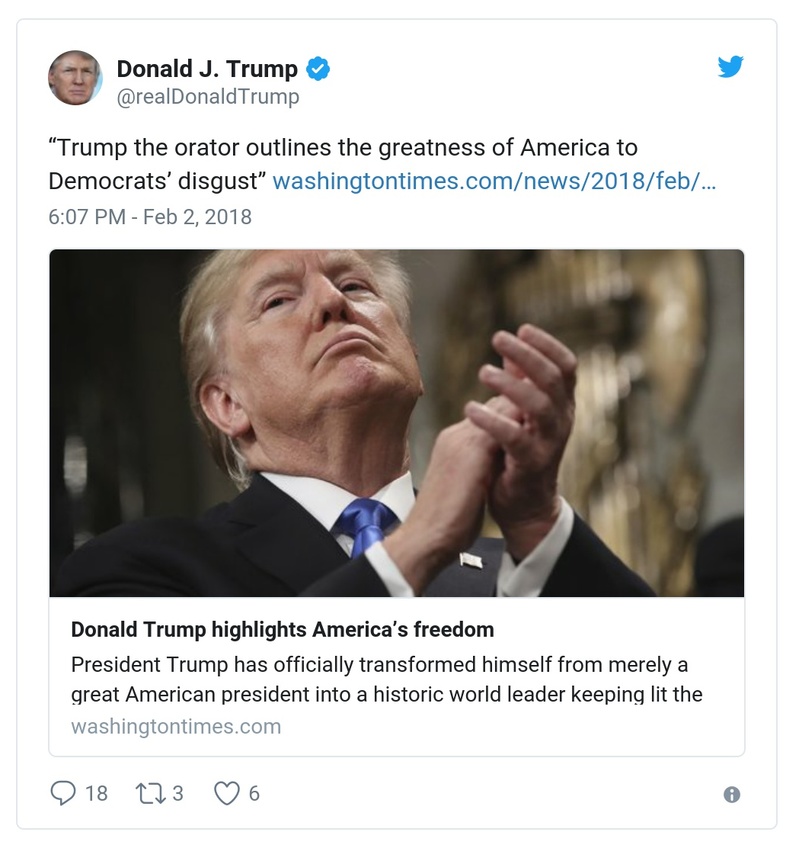 Donald J. Trump
@realDonaldTrump
“Trump the orator outlines the greatness of America to
Democrats’ disgust” washingtontimes.com/news/2018/feb/…
6:07 PM - Feb 2, 2018
Donald Trump highlights America’s freedom
President Trump has officially transformed himself from merely a
great American president into a historic world leader keeping lit the
washingtontimes.com
18 3 6